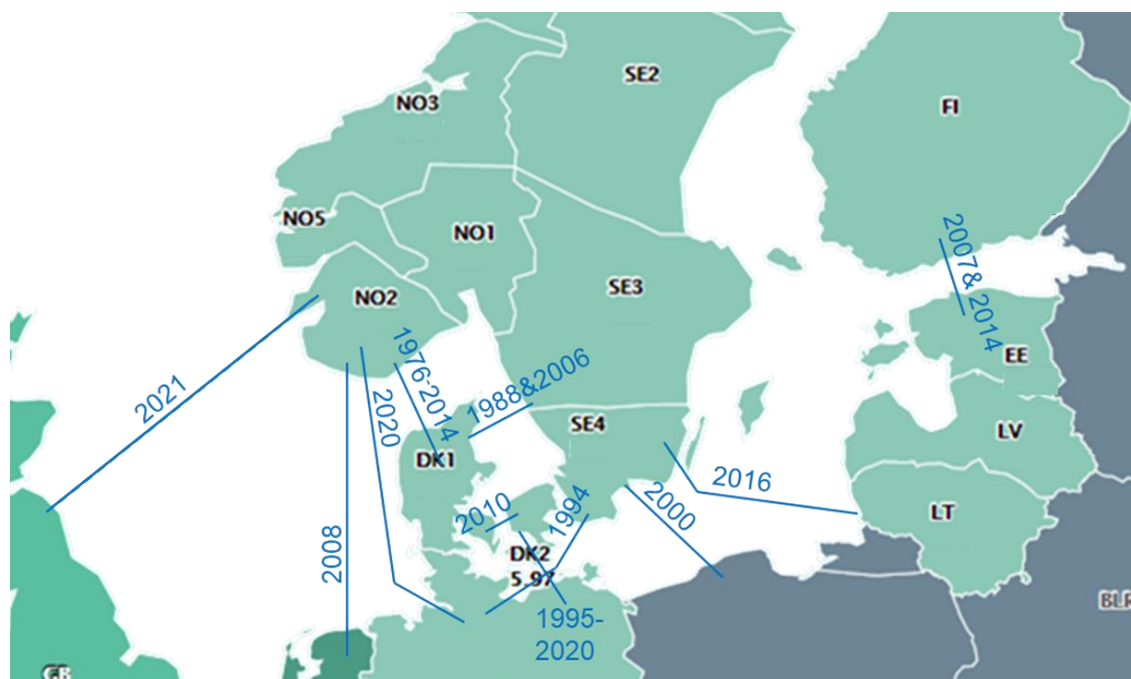 SE2
NO3
FI
NO5
NO1
2007& 2014
SE3
NO2
1976-2014
EE
2021
2020
1988&2006
SE4
LV
DK1
2016
2010
1994
2000
LT
2008
DK2
5.97
BLR
1995-
2020
GB